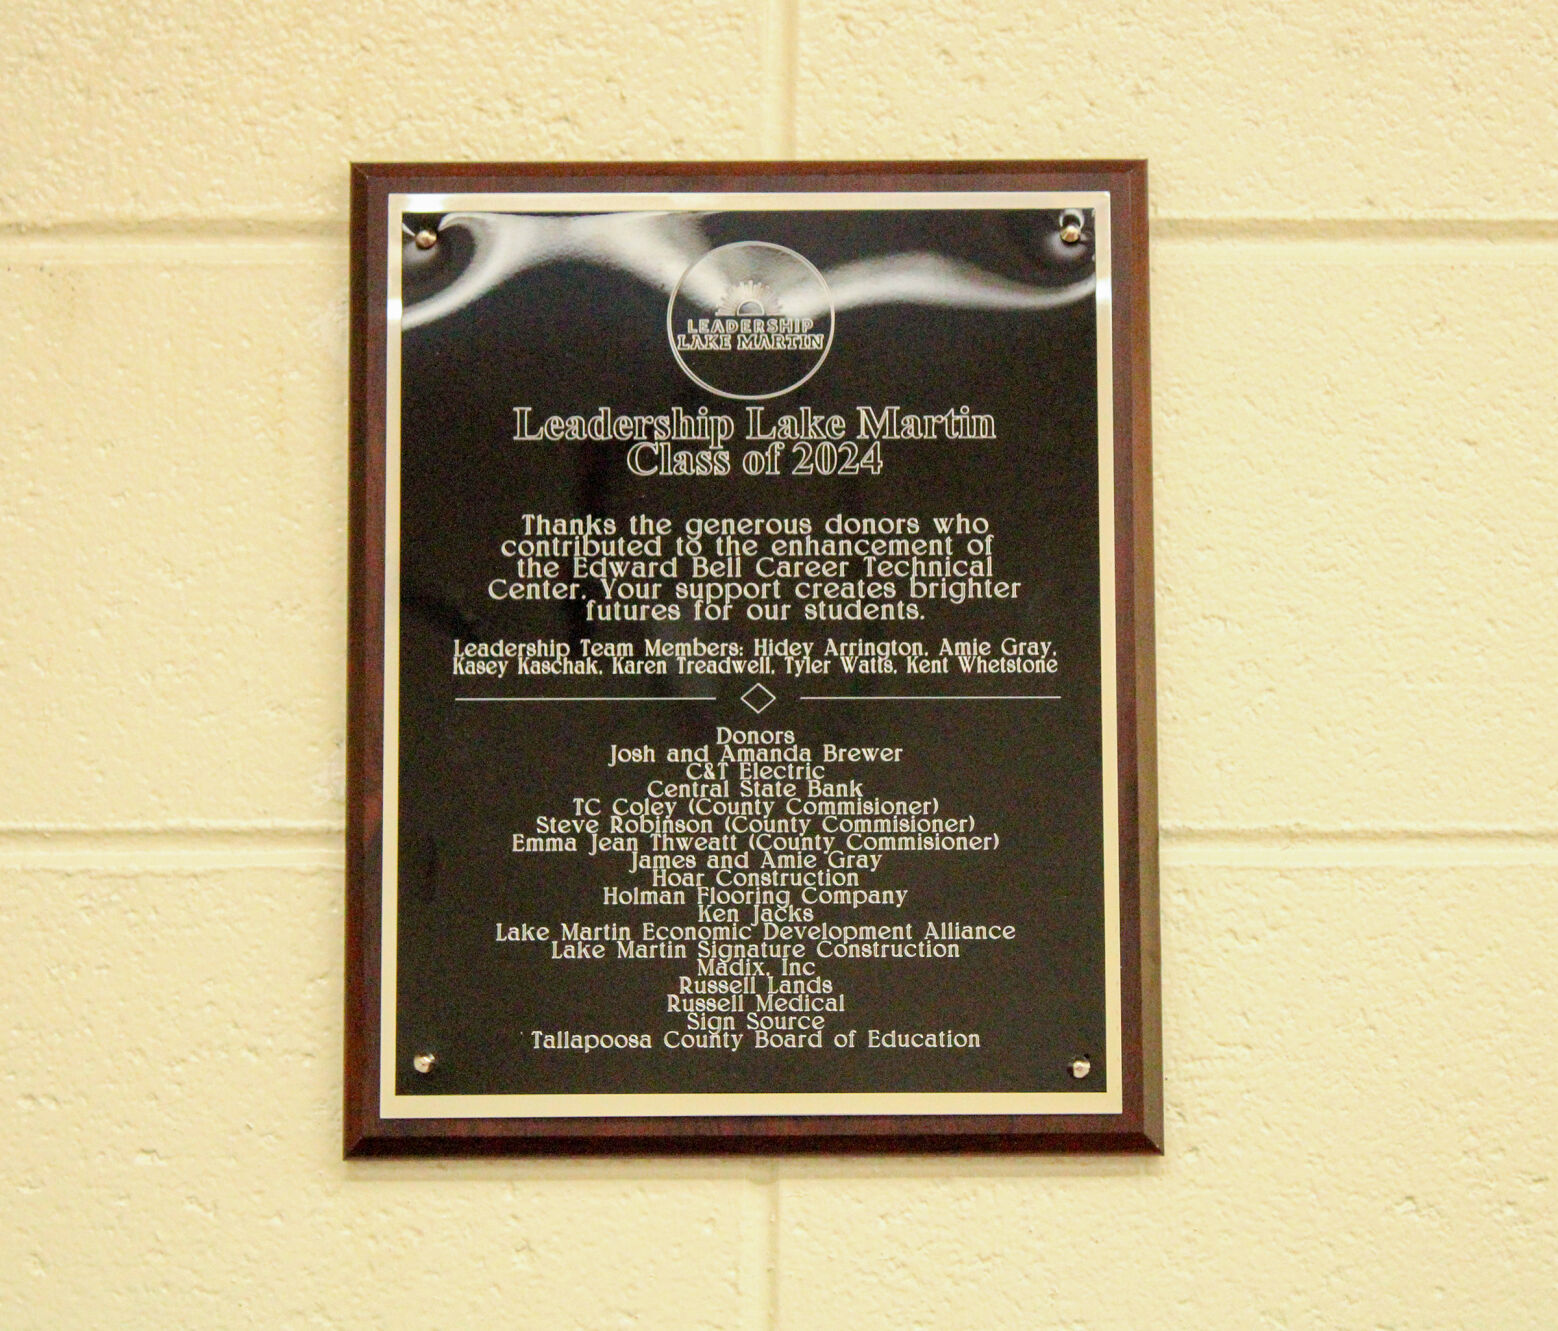 LEADERSHIP
LAKE MARTIN
Leadership Lake Martin
Class of 2024
Thanks the generous donors who
contributed to the enhancement of
the Edward Bell Career Technical
Center. Your support creates brighter
futures for our students.
Leadership Team Members: Hidey Arrington, Amie Gray,
Kasey Kaschak, Karen Treadwell, Tyler Watts, Kent Whetstone
Donors
Josh and Amanda Brewer
C&T Electric
Central State Bank
TC Coley (County Commisioner)
Steve Robinson (County Commisioner)
Emma Jean Thweatt (County Commisioner)
James and Amie Gray
Hoar Construction
Holman Flooring Company
Ken Jacks
Lake Martin Economic Development Alliance
Lake Martin Signature Construction
Madix, Inc
Russell Lands
Russell Medical
Sign Source
Tallapoosa County Board of Education